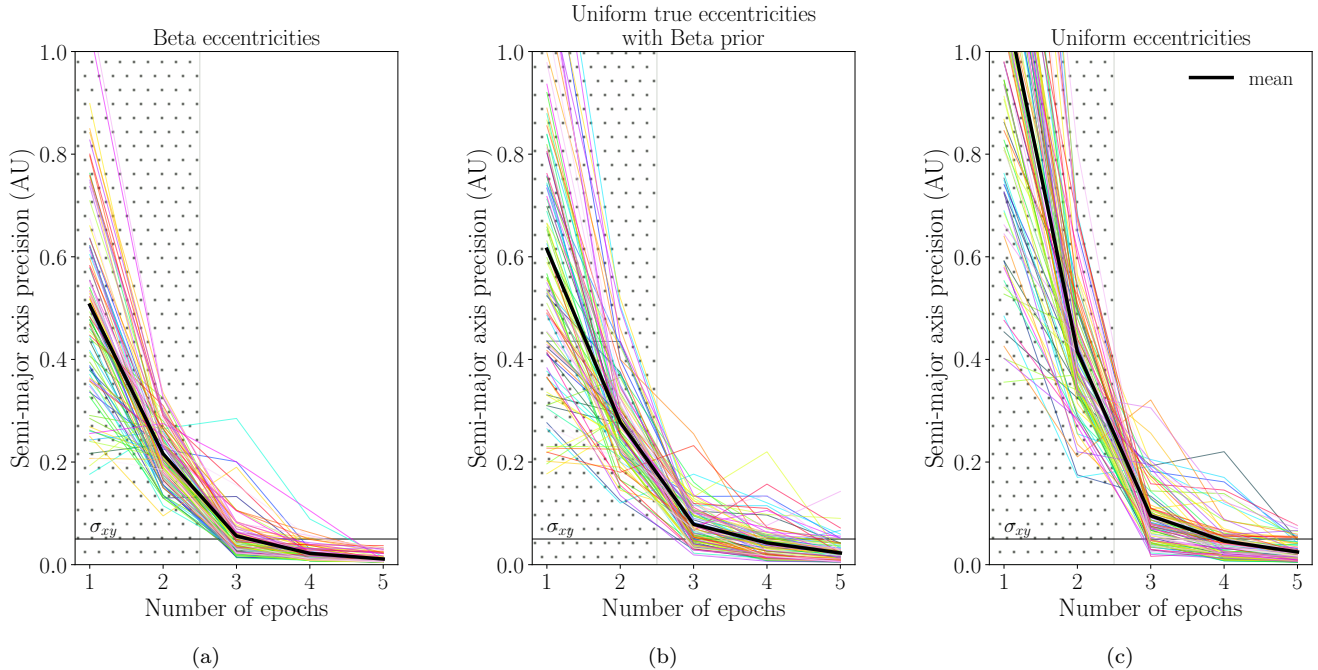 Beta eccentricities
Semi-major axis precision (AU)
1.0
0.8
0.6
0.4
0.2
0.0
σxy
1 2 3 4 5
Number of epochs
(a)
Uniform true eccentricities
with Beta prior
Semi-major axis precision (AU)
1.0
0.8
0.6
0.4
0.2
0.0
σxy
1 2 3 4 5
Number of epochs
(b)
Uniform eccentricities
mean
Semi-major axis precision (AU)
1.0
0.8
0.6
0.4
0.2
0.0
σxy
1 2 3 4 5
Number of epochs
(c)